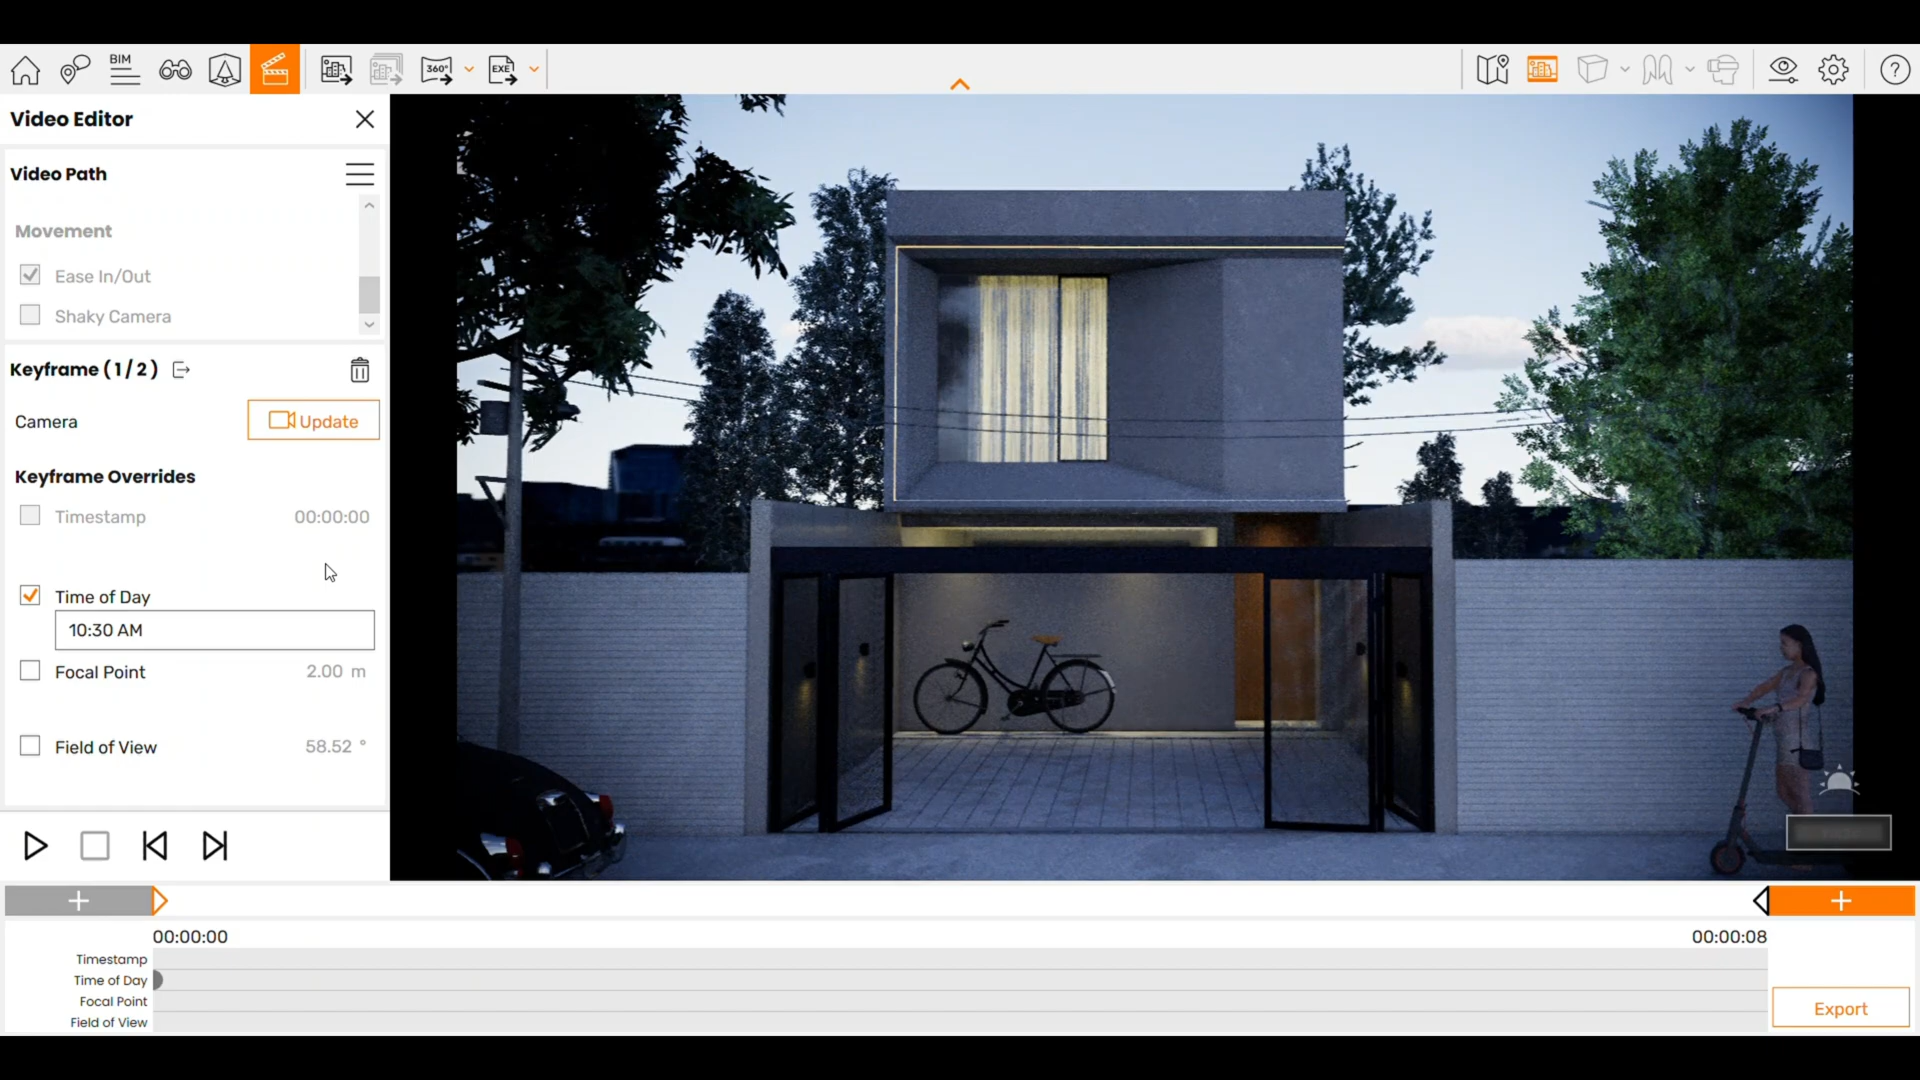 BIM
360°
EXE
?
Video Editor
Video Path
Movement
Ease In/Out
Shaky Camera
Keyframe (1 / 2)
Camera
Update
Keyframe Overrides
Timestamp 00:00:00
Time of Day
10:30 AM
Focal Point 2.00 m
Field of View 58.52 °
00:00:00
00:00:08
Timestamp
Time of Day
Focal Point
Field of View
Export